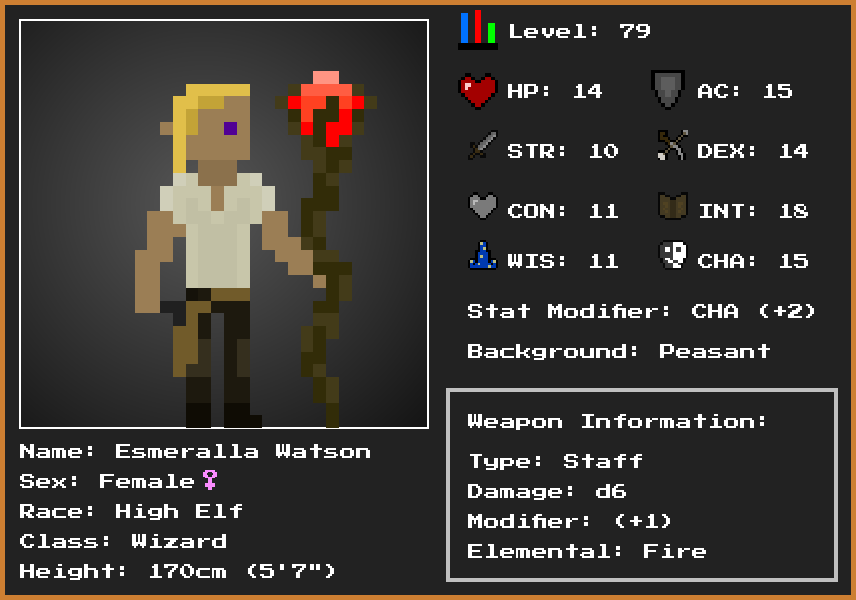 Level: 79
HP: 14
AC: 15
STR: 10
DEX: 14
CON: 11
INT: 18
WIS: 11
CHA: 15
Stat Modifier: CHA (+2)
Background: Peasant
Weapon Information:
Type: Staff
Damage: d6
Modifier: (+1)
Elemental: Fire
Name: Esmeralla Watson
Sex: Female♀
Race: High Elf
Class: Wizard
Height: 170cm (5'7")